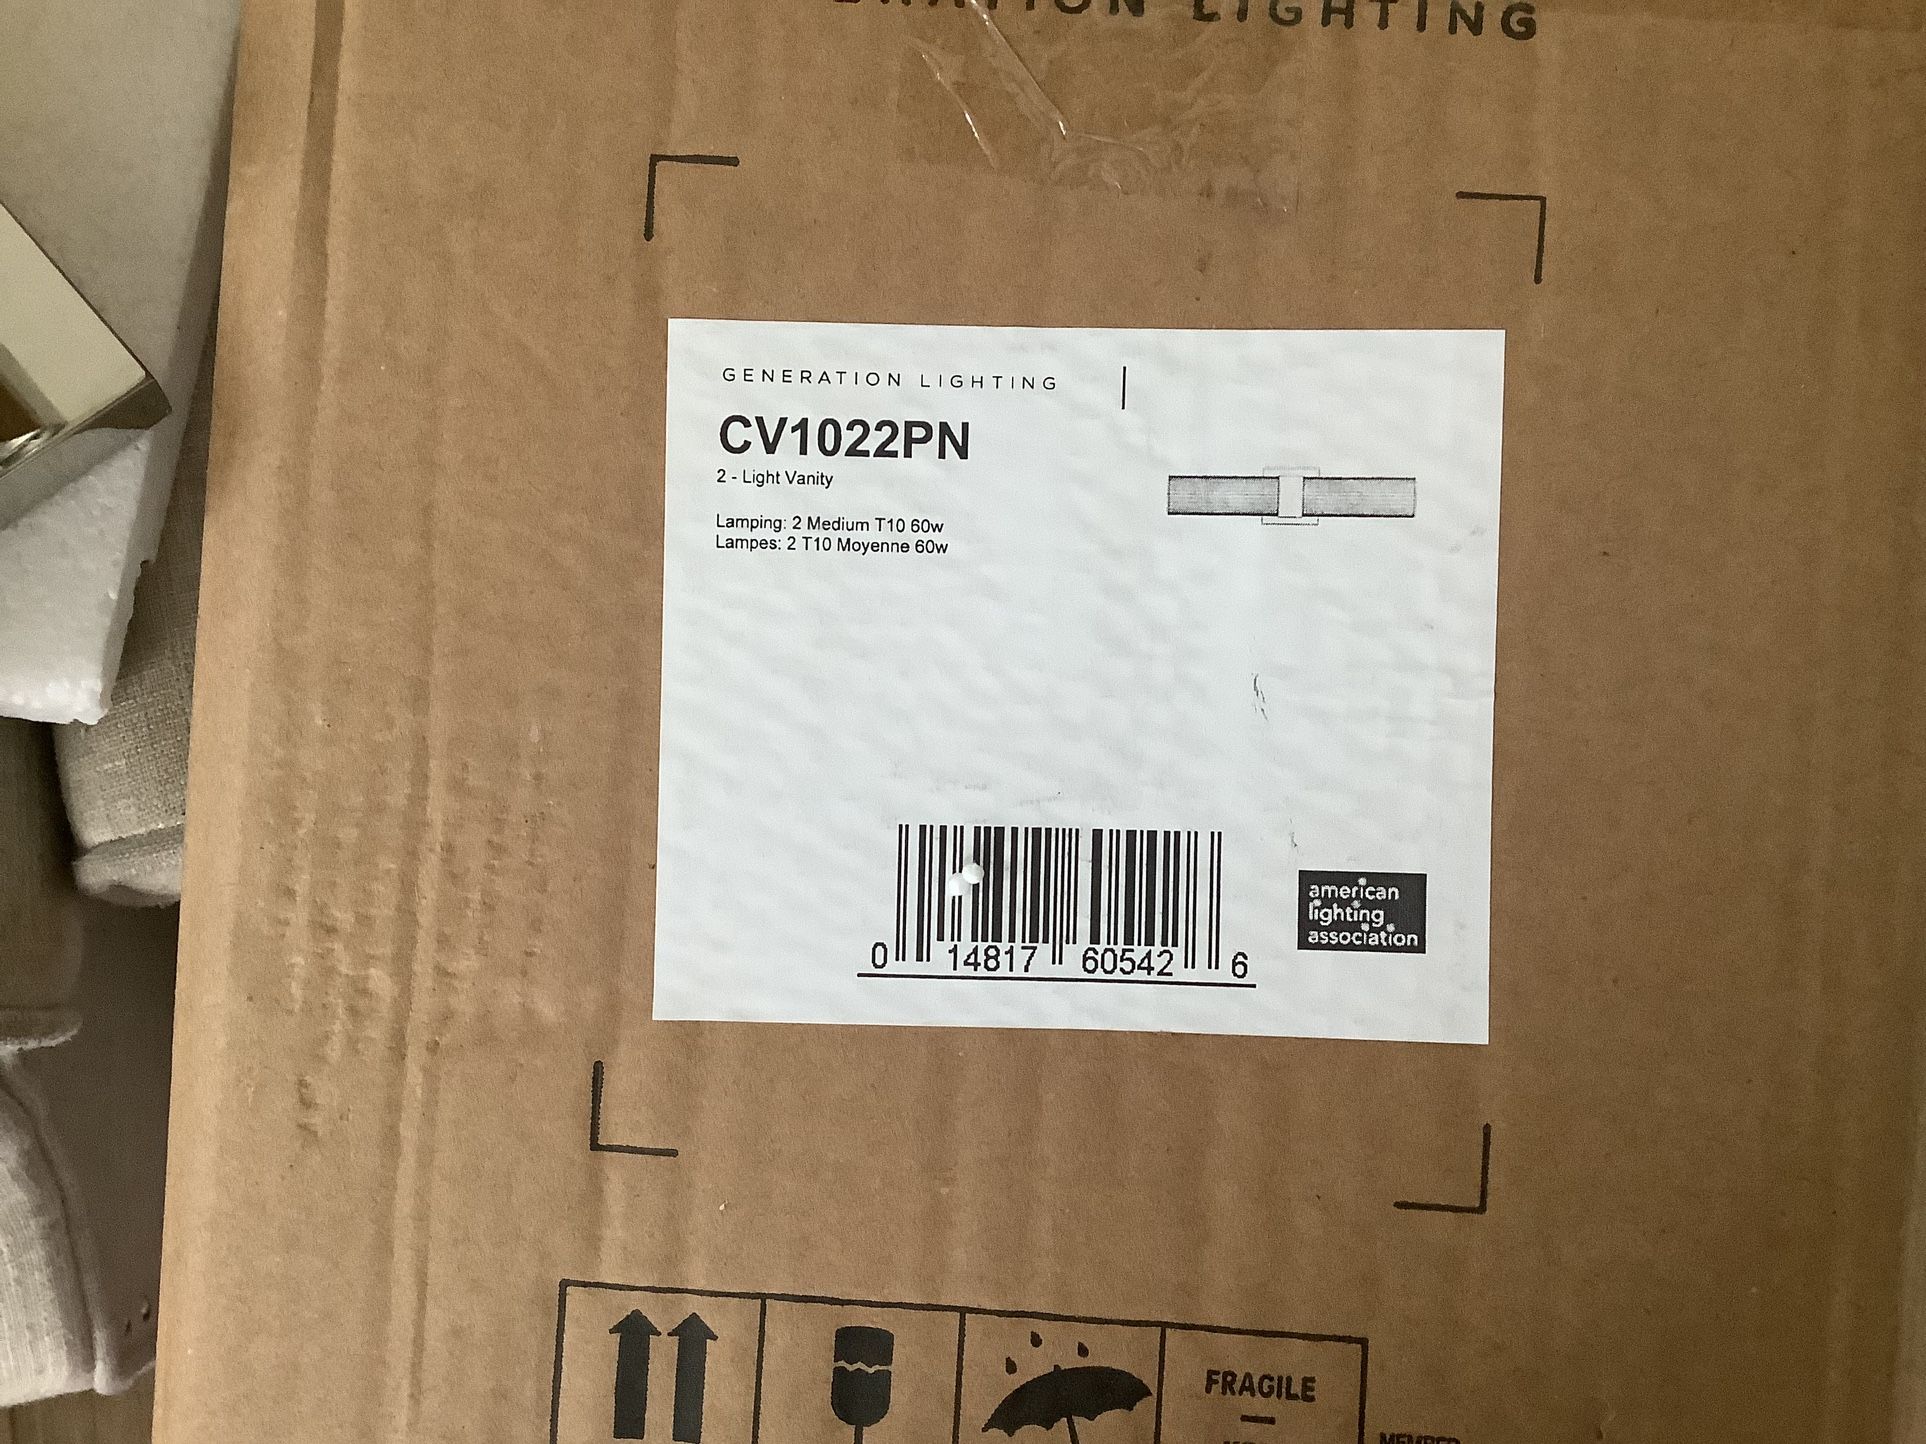 LIGHTING
GENERATION LIGHTING
CV1022PN
2 - Light Vanity
Lamping: 2 Medium T10 60w
Lampes: 2 T10 Moyenne 60w
american
lighting
association
0 14817 60542 6
FRAGILE